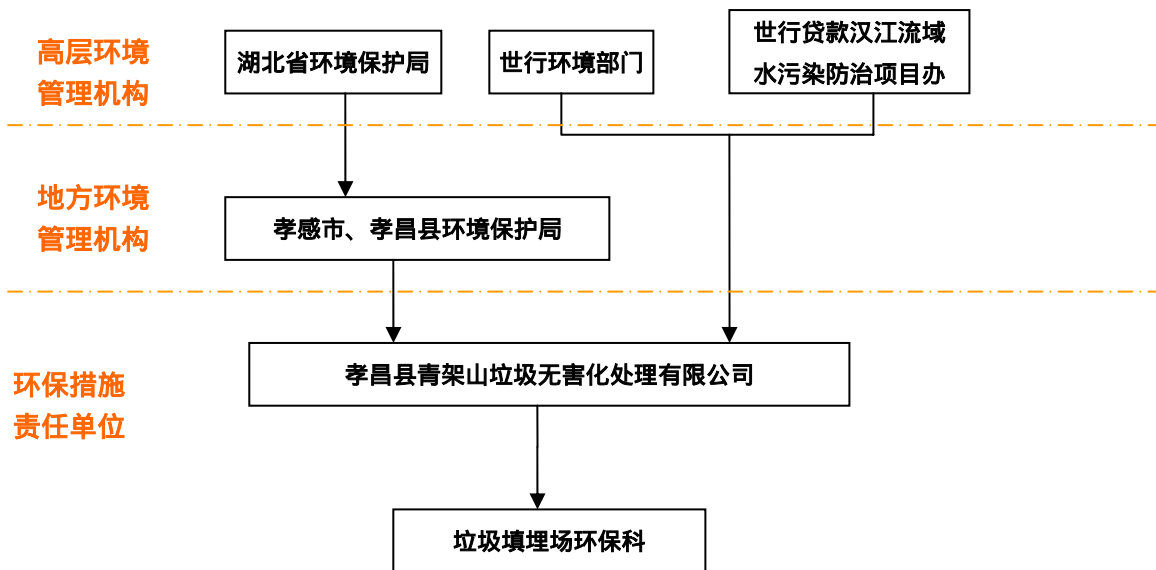 高层环境
管理机构
湖北省环境保护局
世行环境部门
世行贷款汉江流域
水污染防治项目办
地方环境
管理机构
孝感市、孝昌县环境保护局
环保措施
责任单位
孝昌县青架山垃圾无害化处理有限公司
垃圾填埋场环保科